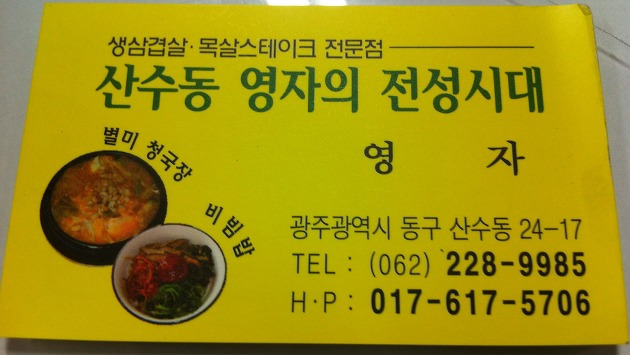 생삼겹살·목살스테이크 전문점
산수동 영자의 전성시대
영 자
별미 청국장
비빔밥
광주광역시 동구 산수동 24-17
TEL : (062) 228-9985
H·P : 017-617-5706